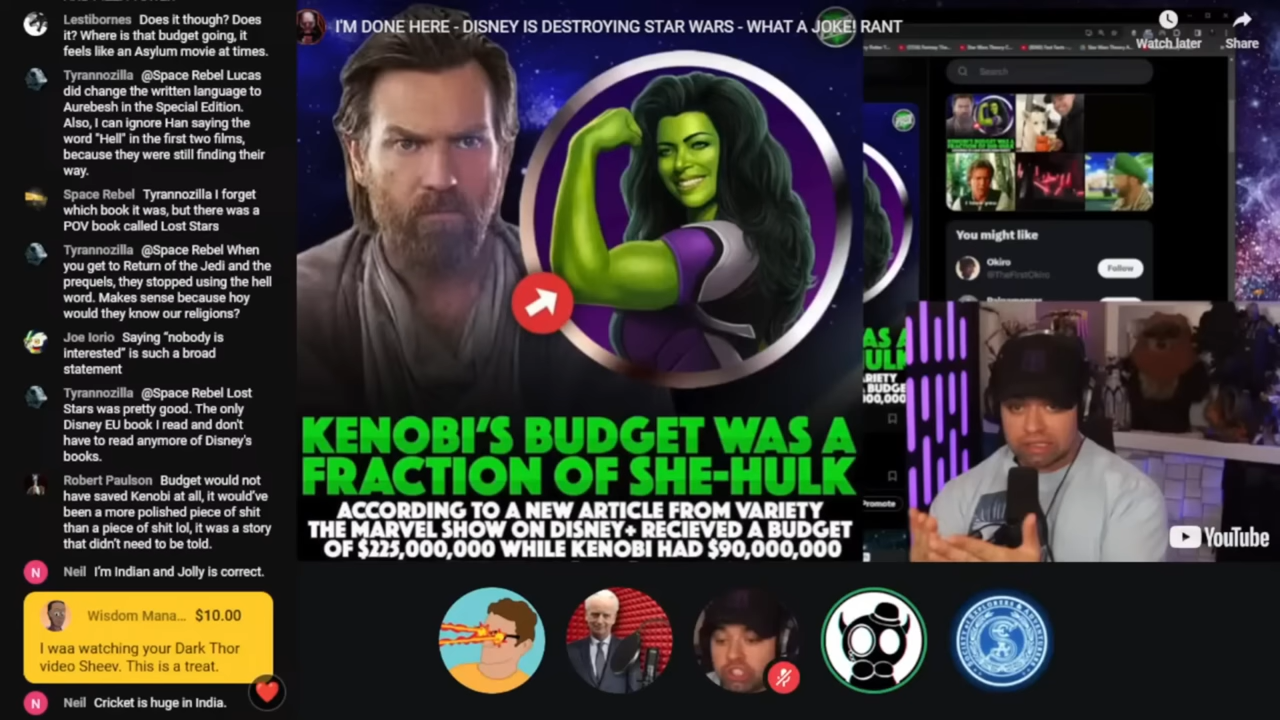 Lestibornes Does it though? Does
it? Where is that budget going, it
feels like an Asylum movie at times.
Tyrannozilla @Space Rebel Lucas
did change the written language to
Aurebesh in the Special Edition.
Also, I can ignore Han saying the
word "Hell" in the first two films,
because they were still finding their
way.
Space Rebel Tyrannozilla I forget
which book it was, but there was a
POV book called Lost Stars
Tyrannozilla @Space Rebel When
you get to Return of the Jedi and the
prequels, they stopped using the hell
word. Makes sense because hoy
would they know our religions?
Joe Iorio Saying "nobody is
interested" is such a broad
statement
Tyrannozilla @Space Rebel Lost
Stars was pretty good. The only
Disney EU book I read and don't
have to read anymore of Disney's
books.
Robert Paulson Budget would not
have saved Kenobi at all, it would've
been a more polished piece of shit
than a piece of shit lol, it was a story
that didn't need to be told.
N Neil I'm Indian and Jolly is correct.
Wisdom Mana... $10.00
I waa watching your Dark Thor
video Sheev. This is a treat.
N Neil Cricket is huge in India.
I'M DONE HERE - DISNEY IS DESTROYING STAR WARS - WHAT A JOKE! RANT
Watch later
Share
KENOBI'S BUDGET WAS A
FRACTION OF SHE-HULK
ACCORDING TO A NEW ARTICLE FROM VARIETY
THE MARVEL SHOW ON DISNEY+ RECIEVED A BUDGET
OF $225,000,000 WHILE KENOBI HAD $90,000,000
Search
You might like
Okiro
@TheFirstOkiro
Follow
AS A
ULK
RIETY
BUDGE
00,000
Promote
YouTube